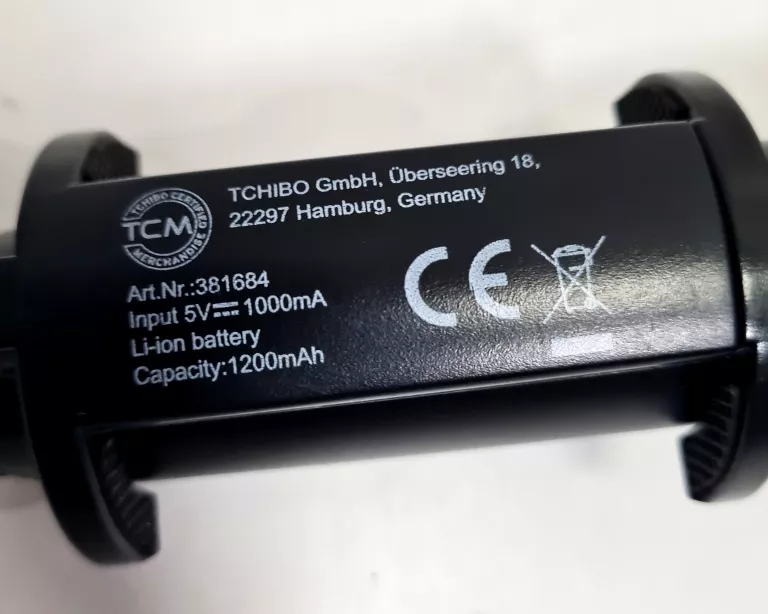 TCHIBO CERTIFIED
TCM
MERCHANDISE
TCHIBO GmbH, Überseering 18,
22297 Hamburg, Germany
Art.Nr.:381684
Input 5V⎓1000mA
Li-ion battery
Capacity:1200mAh
CE